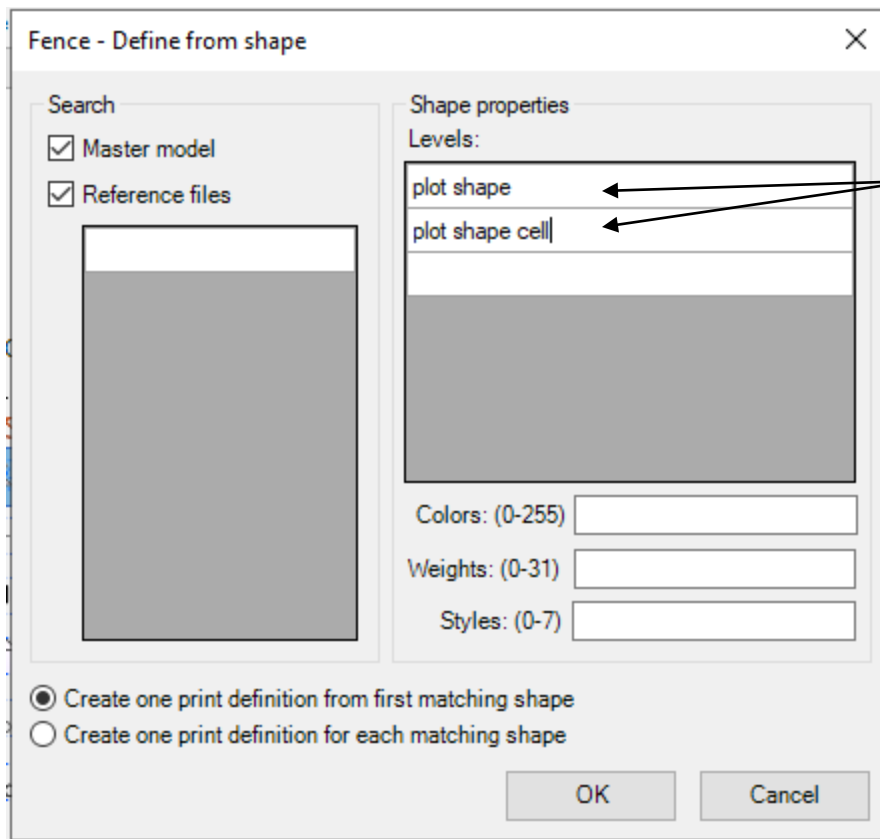 Fence - Define from shape
Search
Master model
Reference files
Shape properties
Levels:
plot shape
plot shape cell
Colors: (0-255)
Weights: (0-31)
Styles: (0-7)
Create one print definition from first matching shape
Create one print definition for each matching shape
OK
Cancel